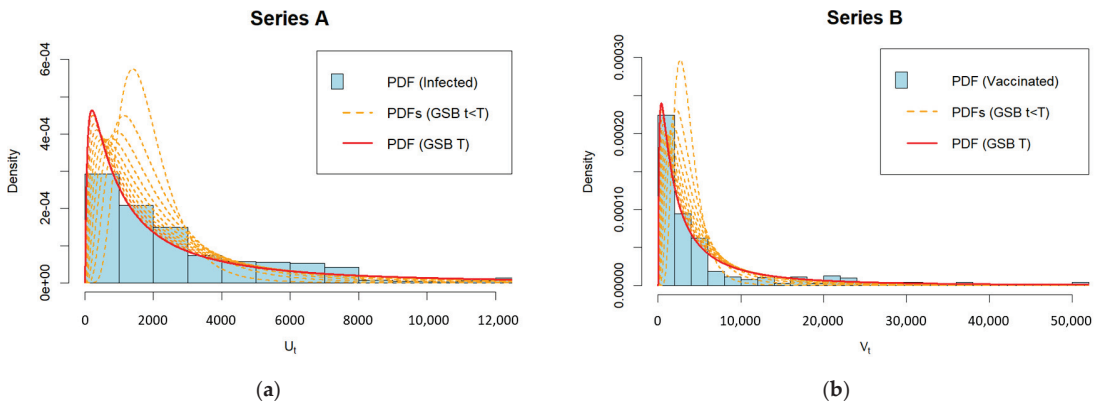 Series A
6e-04
4e-04
2e-04
0e+00
Density
PDF (Infected)
PDFs (GSB t<T)
PDF (GSB T)
0 2000 4000 6000 8000 10,000 12,000
Ut
(a)
Series B
0.00030
0.00020
0.00010
0.00000
Density
PDF (Vaccinated)
PDFs (GSB t<T)
PDF (GSB T)
0 10,000 20,000 30,000 40,000 50,000
Vt
(b)